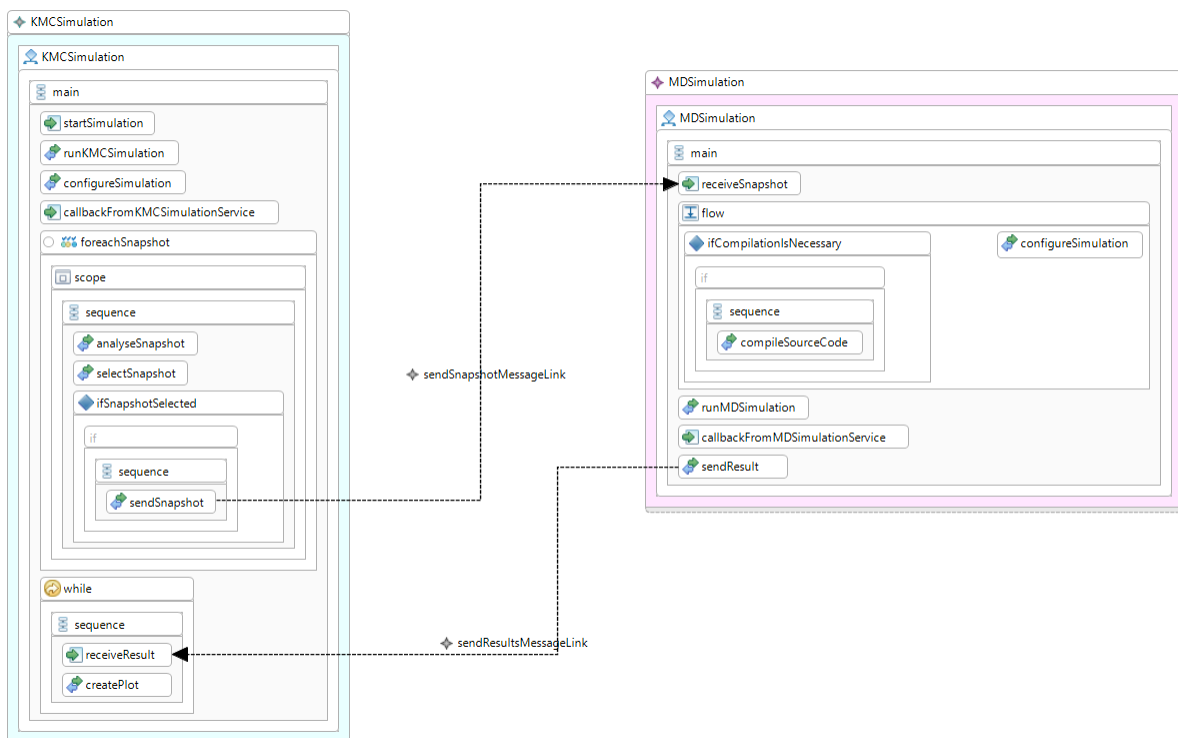 KMCSimulation
KMCSimulation
main
startSimulation
runKMCSimulation
configureSimulation
callbackFromKMCSimulationService
foreachSnapshot
scope
sequence
analyseSnapshot
selectSnapshot
ifSnapshotSelected
if
sequence
sendSnapshot
while
sequence
receiveResult
createPlot
sendSnapshotMessageLink
sendResultsMessageLink
MDSimulation
MDSimulation
main
receiveSnapshot
flow
ifCompilationIsNecessary
configureSimulation
if
sequence
compileSourceCode
runMDSimulation
callbackFromMDSimulationService
sendResult